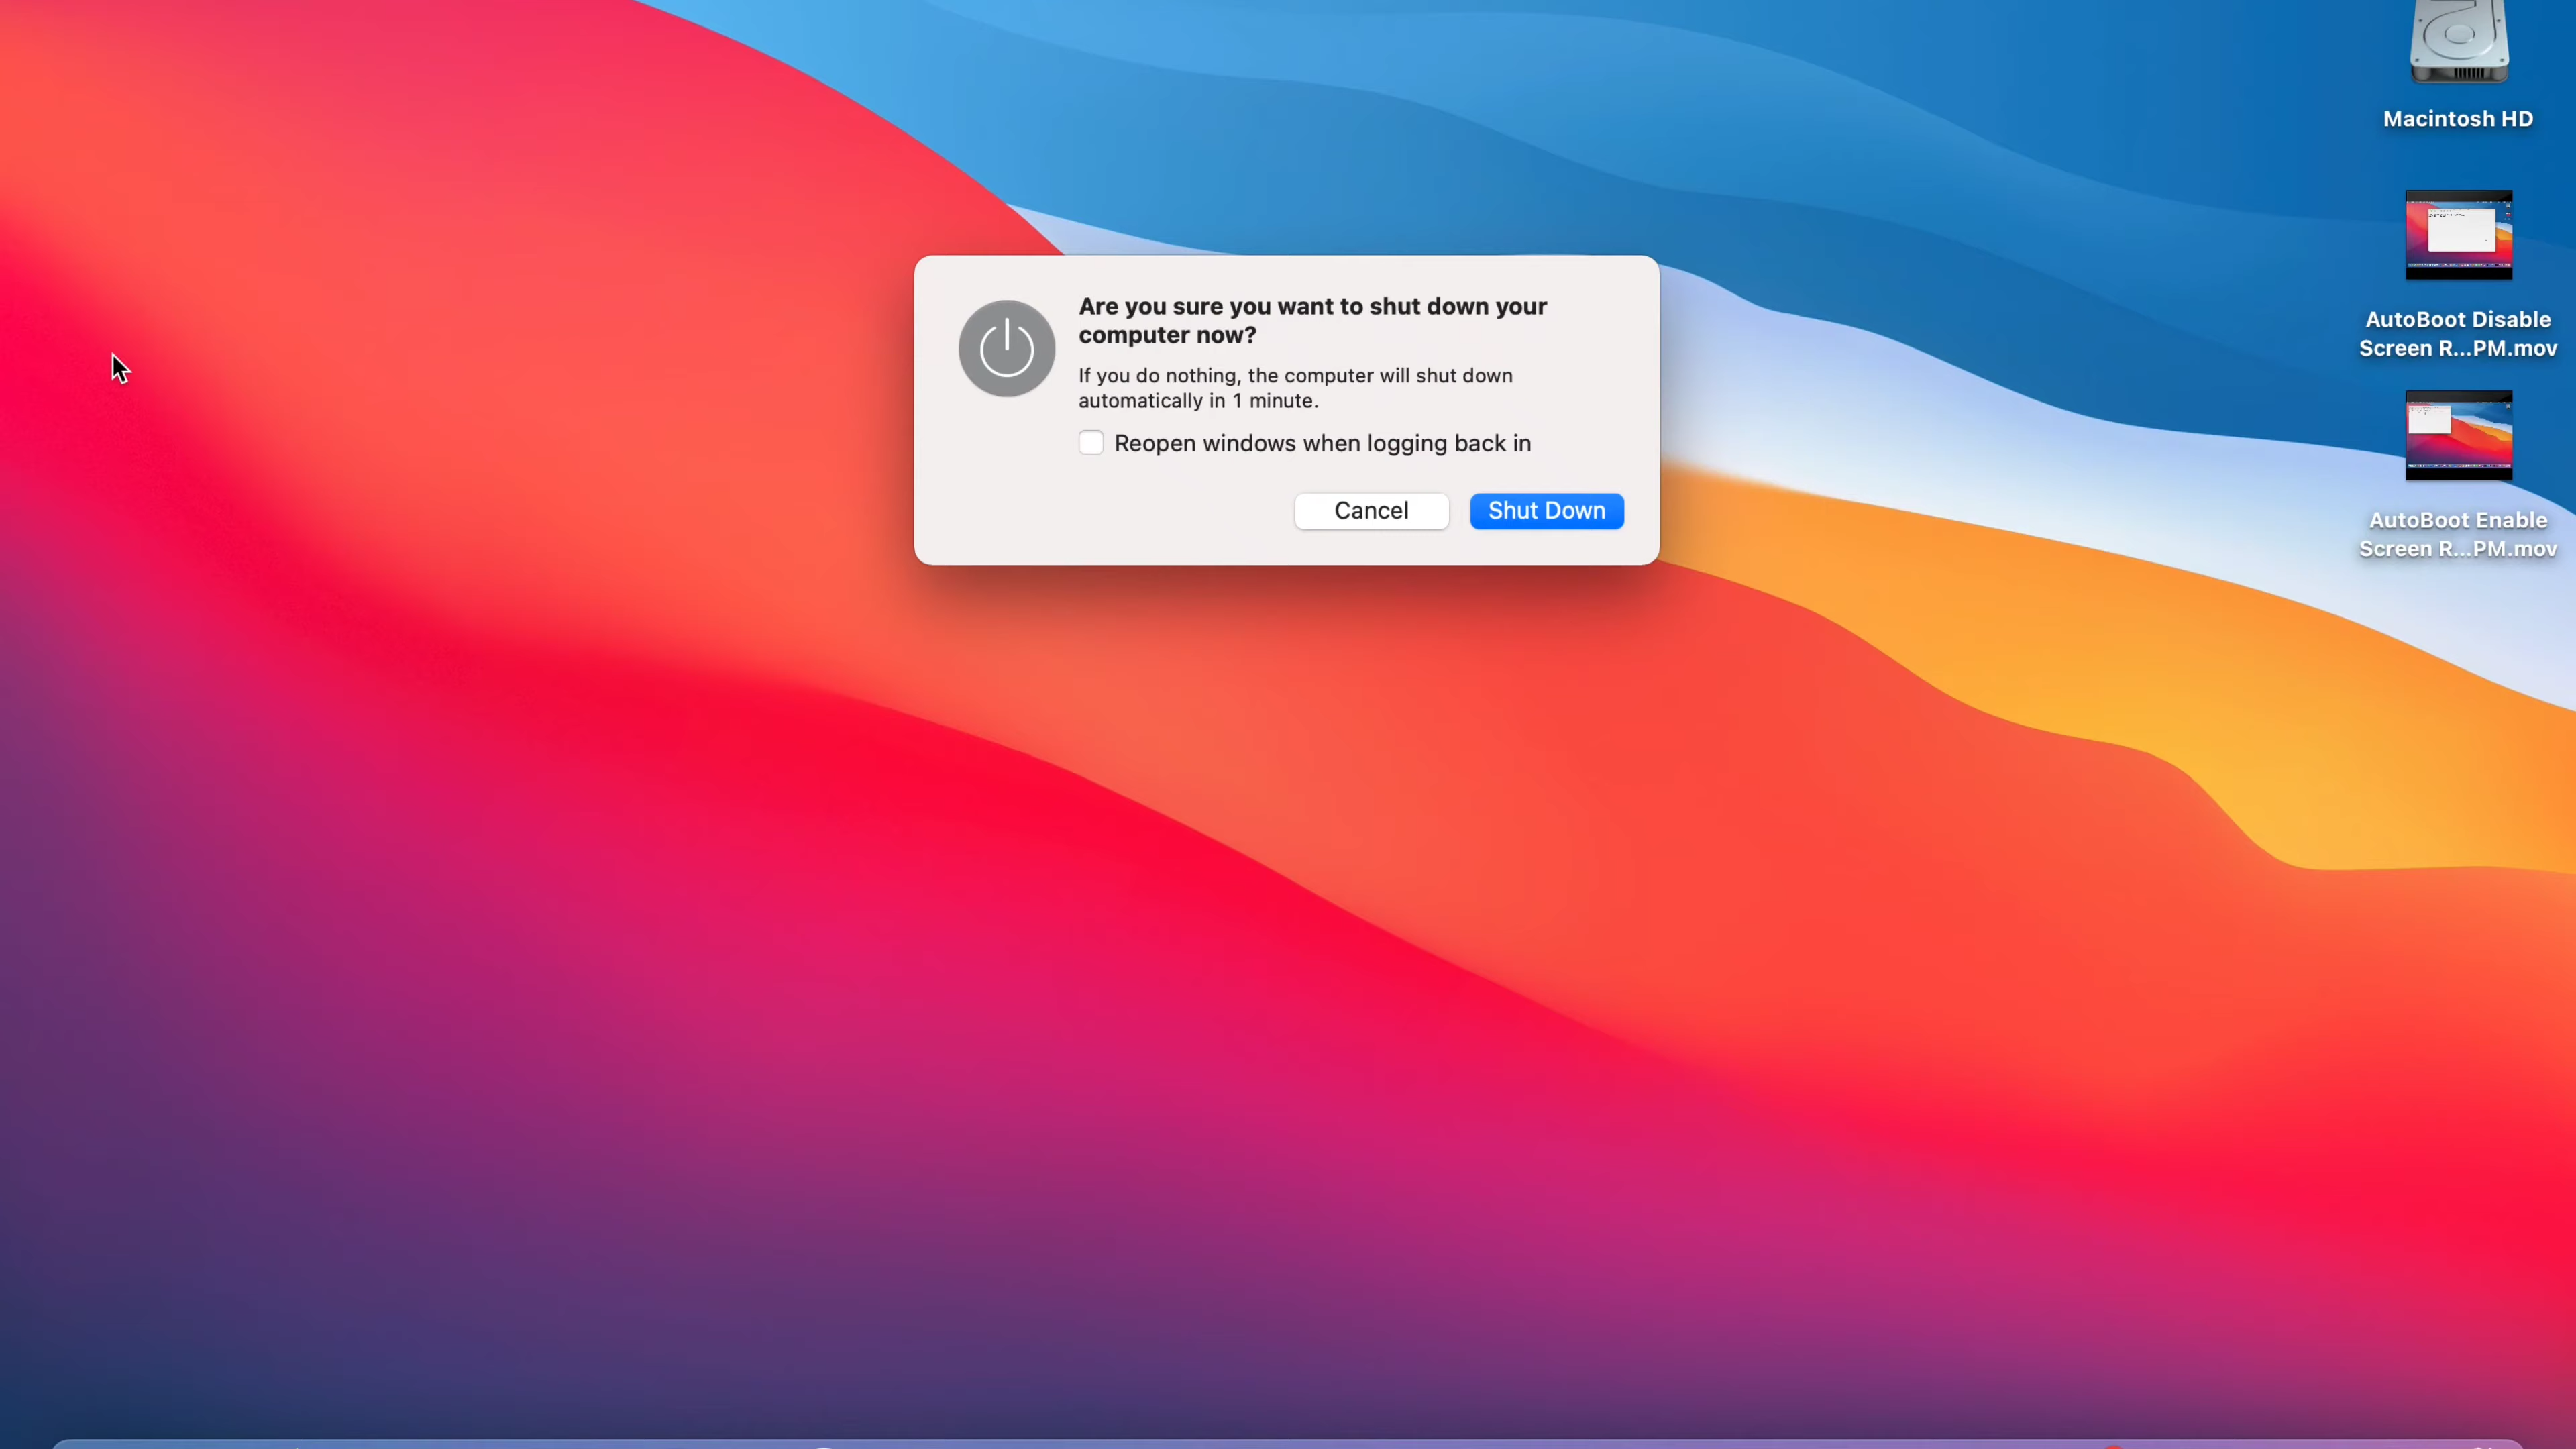 Macintosh HD
Are you sure you want to shut down your
computer now?
If you do nothing, the computer will shut down
automatically in 1 minute.
Reopen windows when logging back in
Cancel
Shut Down
AutoBoot Disable
Screen R...PM.mov
AutoBoot Enable
Screen R...PM.mov